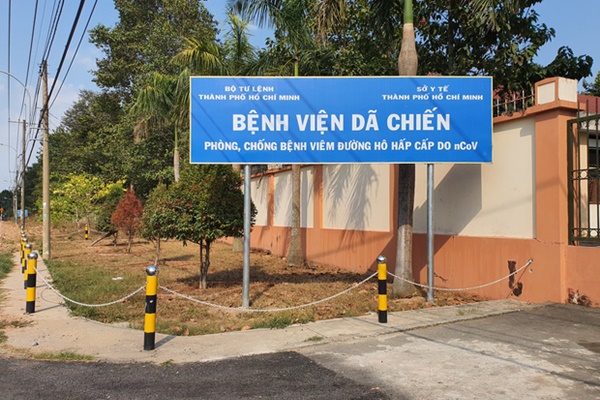 BỘ TƯ LỆNH
THÀNH PHỐ HỒ CHÍ MINH
SỞ Y TẾ
THÀNH PHỐ HỒ CHÍ MINH
BỆNH VIỆN DÃ CHIẾN
PHÒNG, CHỐNG BỆNH VIÊM ĐƯỜNG HÔ HẤP CẤP DO nCoV